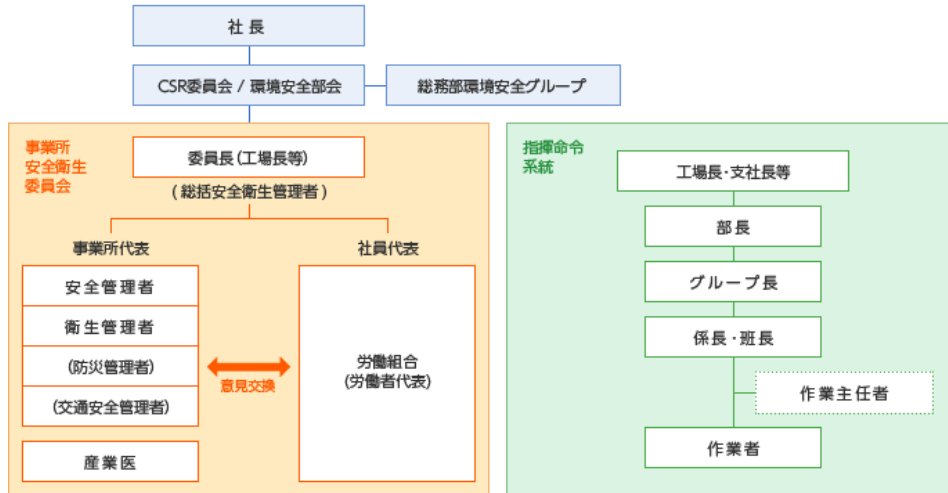 社長
CSR委員会 / 環境安全部会
総務部環境安全グループ
事業所
安全衛生
委員会
委員長(工場長等)
(総括安全衛生管理者)
事業所代表
社員代表
安全管理者
衛生管理者
(防災管理者)
(交通安全管理者)
産業医
意見交換
労働組合
(労働者代表)
指揮命令
系統
工場長・支社長等
部長
グループ長
係長・班長
作業主任者
作業者